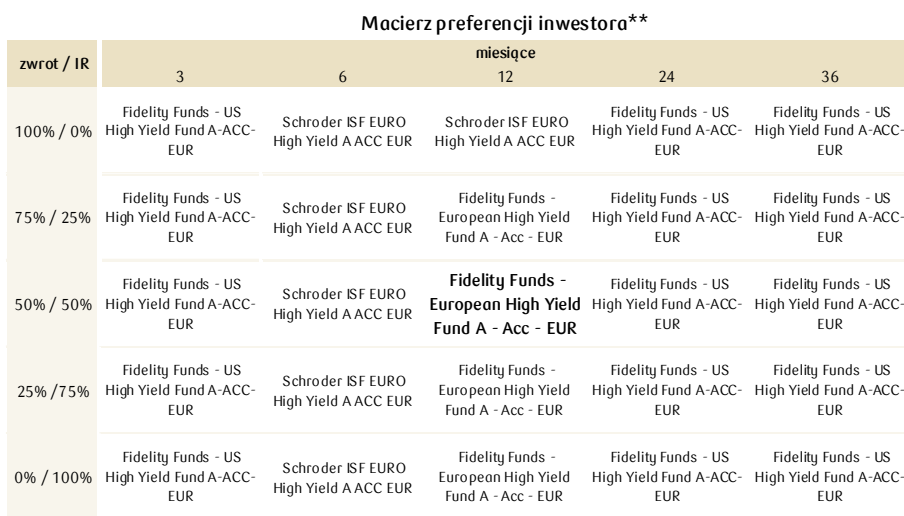 Macierz preferencji inwestora**
zwrot / IR
miesiące
3 6 12 24 36
100% / 0%
Fidelity Funds - US
High Yield Fund A-ACC-
EUR
Schroder ISF EURO
High Yield A ACC EUR
Schroder ISF EURO
High Yield A ACC EUR
Fidelity Funds - US
High Yield Fund A-ACC-
EUR
Fidelity Funds - US
High Yield Fund A-ACC-
EUR
75% / 25%
Fidelity Funds - US
High Yield Fund A-ACC-
EUR
Schroder ISF EURO
High Yield A ACC EUR
Fidelity Funds -
European High Yield
Fund A - Acc - EUR
Fidelity Funds - US
High Yield Fund A-ACC-
EUR
Fidelity Funds - US
High Yield Fund A-ACC-
EUR
50% / 50%
Fidelity Funds - US
High Yield Fund A-ACC-
EUR
Schroder ISF EURO
High Yield A ACC EUR
Fidelity Funds -
European High Yield
Fund A - Acc - EUR
Fidelity Funds - US
High Yield Fund A-ACC-
EUR
Fidelity Funds - US
High Yield Fund A-ACC-
EUR
25% /75%
Fidelity Funds - US
High Yield Fund A-ACC-
EUR
Schroder ISF EURO
High Yield A ACC EUR
Fidelity Funds -
European High Yield
Fund A - Acc - EUR
Fidelity Funds - US
High Yield Fund A-ACC-
EUR
Fidelity Funds - US
High Yield Fund A-ACC-
EUR
0% / 100%
Fidelity Funds - US
High Yield Fund A-ACC-
EUR
Schroder ISF EURO
High Yield A ACC EUR
Fidelity Funds -
European High Yield
Fund A - Acc - EUR
Fidelity Funds - US
High Yield Fund A-ACC-
EUR
Fidelity Funds - US
High Yield Fund A-ACC-
EUR